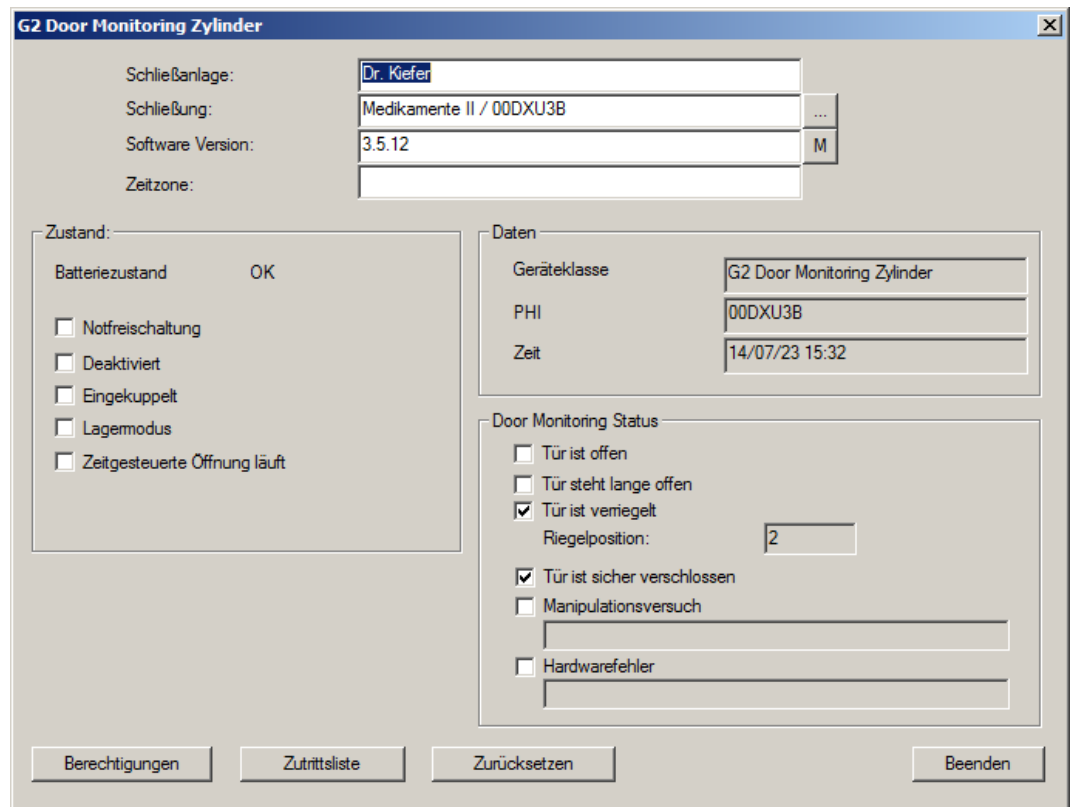 G2 Door Monitoring Zylinder
Schließanlage: Dr. Kiefer
Schließung: Medikamente II / 00DXU3B ...
Software Version: 3.5.12 M
Zeitzone:
Zustand:
Batteriezustand OK
Notfreischaltung
Deaktiviert
Eingekuppelt
Lagermodus
Zeitgesteuerte Öffnung läuft
Daten
Geräteklasse G2 Door Monitoring Zylinder
PHI 00DXU3B
Zeit 14/07/23 15:32
Door Monitoring Status
Tür ist offen
Tür steht lange offen
Tür ist verriegelt
Riegelposition: 2
Tür ist sicher verschlossen
Manipulationsversuch
Hardwarefehler
Berechtigungen Zutrittsliste Zurücksetzen Beenden